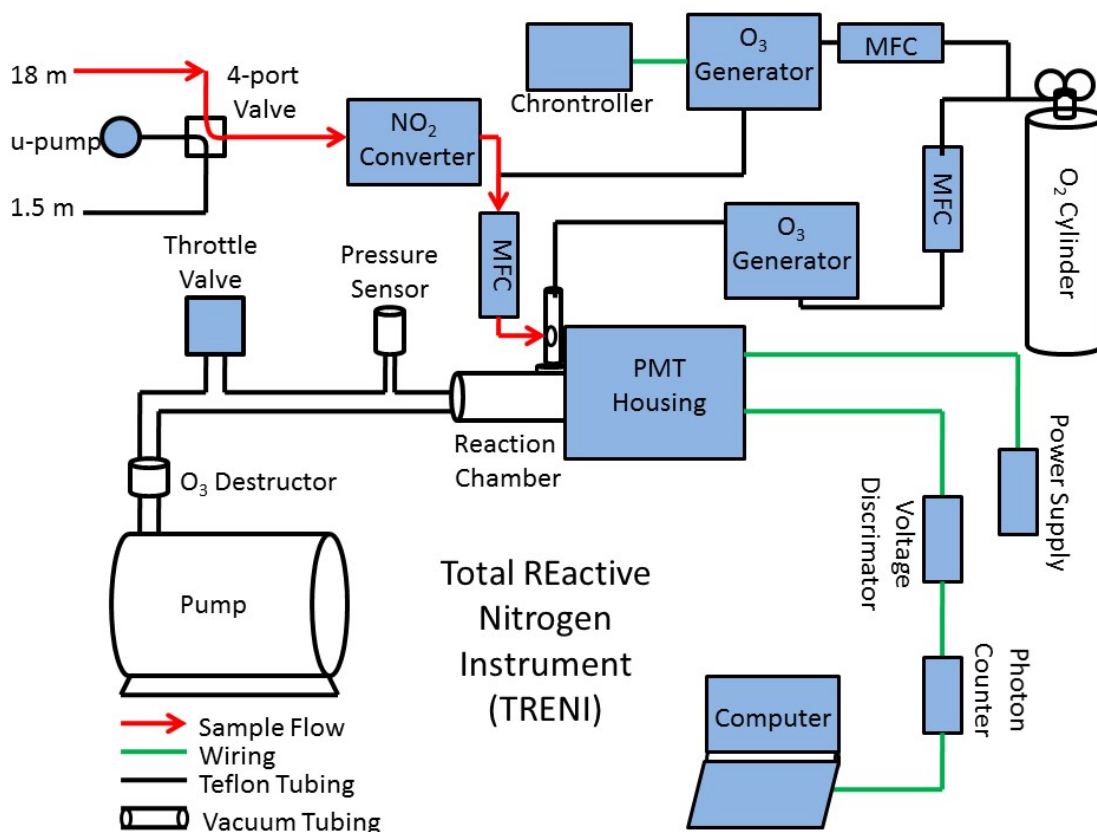 18 m
4-port
Valve
u-pump
1.5 m
NO₂
Converter
Chrontroller
O₃
Generator
MFC
MFC
O₂ Cylinder
MFC
O₃
Generator
Throttle
Valve
Pressure
Sensor
PMT
Housing
Reaction
Chamber
O₃ Destructor
Pump
Power Supply
Voltage
Discrimator
Photon
Counter
Computer
Total REactive
Nitrogen
Instrument
(TRENI)
Sample Flow
Wiring
Teflon Tubing
Vacuum Tubing